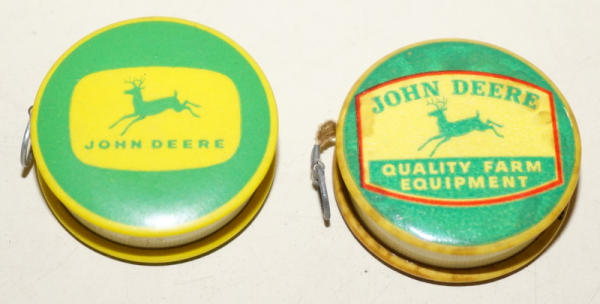 JOHN DEERE
JOHN DEERE
QUALITY FARM
EQUIPMENT